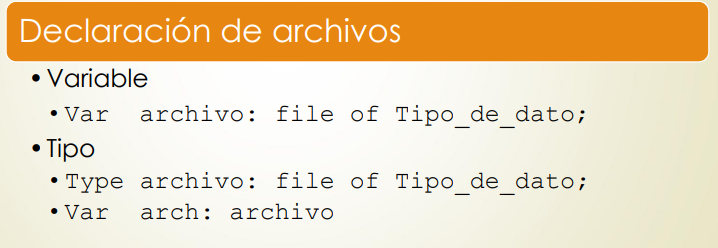 Declaración de archivos
• Variable
• Var archivo: file of Tipo_de_dato;
• Tipo
• Type archivo: file of Tipo_de_dato;
• Var arch: archivo